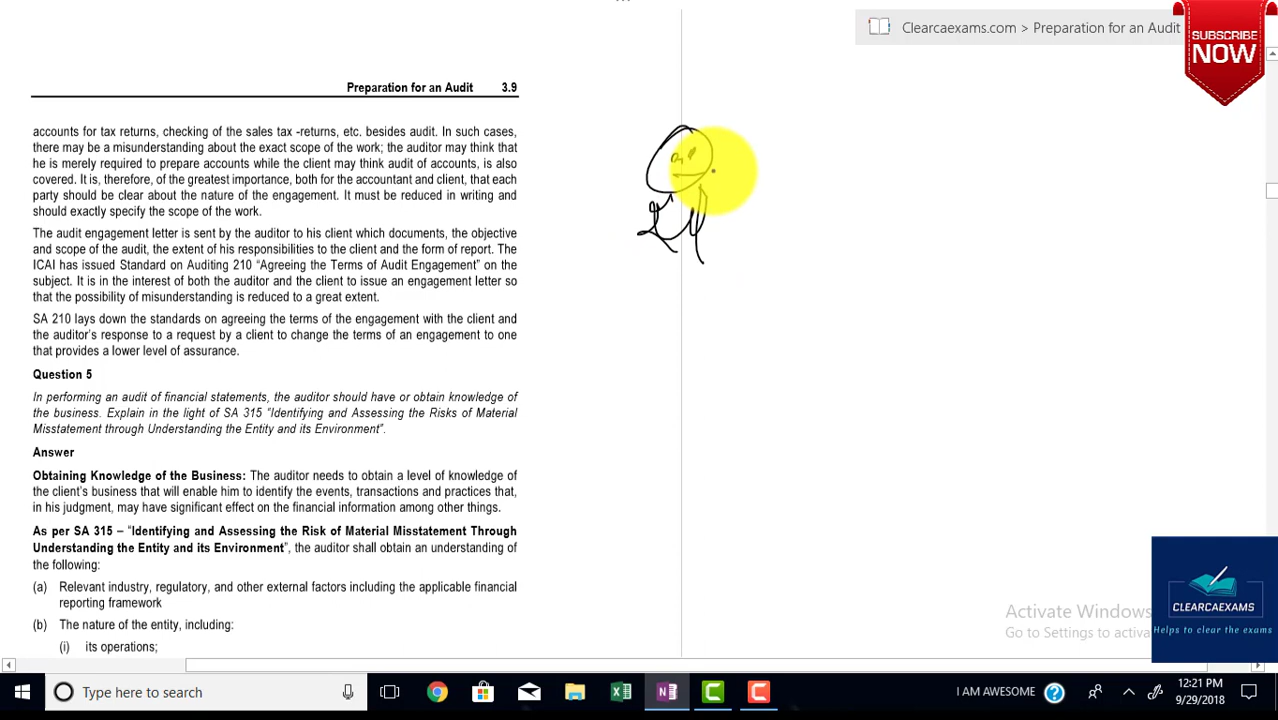 Clearcaexams.com > Preparation for an Audit
SUBSCRIBE
NOW
Preparation for an Audit 3.9
accounts for tax returns, checking of the sales tax -returns, etc. besides audit. In such cases,
there may be a misunderstanding about the exact scope of the work; the auditor may think that
he is merely required to prepare accounts while the client may think audit of accounts, is also
covered. It is, therefore, of the greatest importance, both for the accountant and client, that each
party should be clear about the nature of the engagement. It must be reduced in writing and
should exactly specify the scope of the work.
The audit engagement letter is sent by the auditor to his client which documents, the objective
and scope of the audit, the extent of his responsibilities to the client and the form of report. The
ICAI has issued Standard on Auditing 210 “Agreeing the Terms of Audit Engagement” on the
subject. It is in the interest of both the auditor and the client to issue an engagement letter so
that the possibility of misunderstanding is reduced to a great extent.
SA 210 lays down the standards on agreeing the terms of the engagement with the client and
the auditor’s response to a request by a client to change the terms of an engagement to one
that provides a lower level of assurance.
Question 5
In performing an audit of financial statements, the auditor should have or obtain knowledge of
the business. Explain in the light of SA 315 “Identifying and Assessing the Risks of Material
Misstatement through Understanding the Entity and its Environment”.
Answer
Obtaining Knowledge of the Business: The auditor needs to obtain a level of knowledge of
the client’s business that will enable him to identify the events, transactions and practices that,
in his judgment, may have significant effect on the financial information among other things.
As per SA 315 – “Identifying and Assessing the Risk of Material Misstatement Through
Understanding the Entity and its Environment”, the auditor shall obtain an understanding of
the following:
(a) Relevant industry, regulatory, and other external factors including the applicable financial
reporting framework
(b) The nature of the entity, including:
(i) its operations;
Activate Windows
Go to Settings to activa
CLEARCAEXAMS
Helps to clear the exams
Type here to search
I AM AWESOME
12:21 PM
9/29/2018